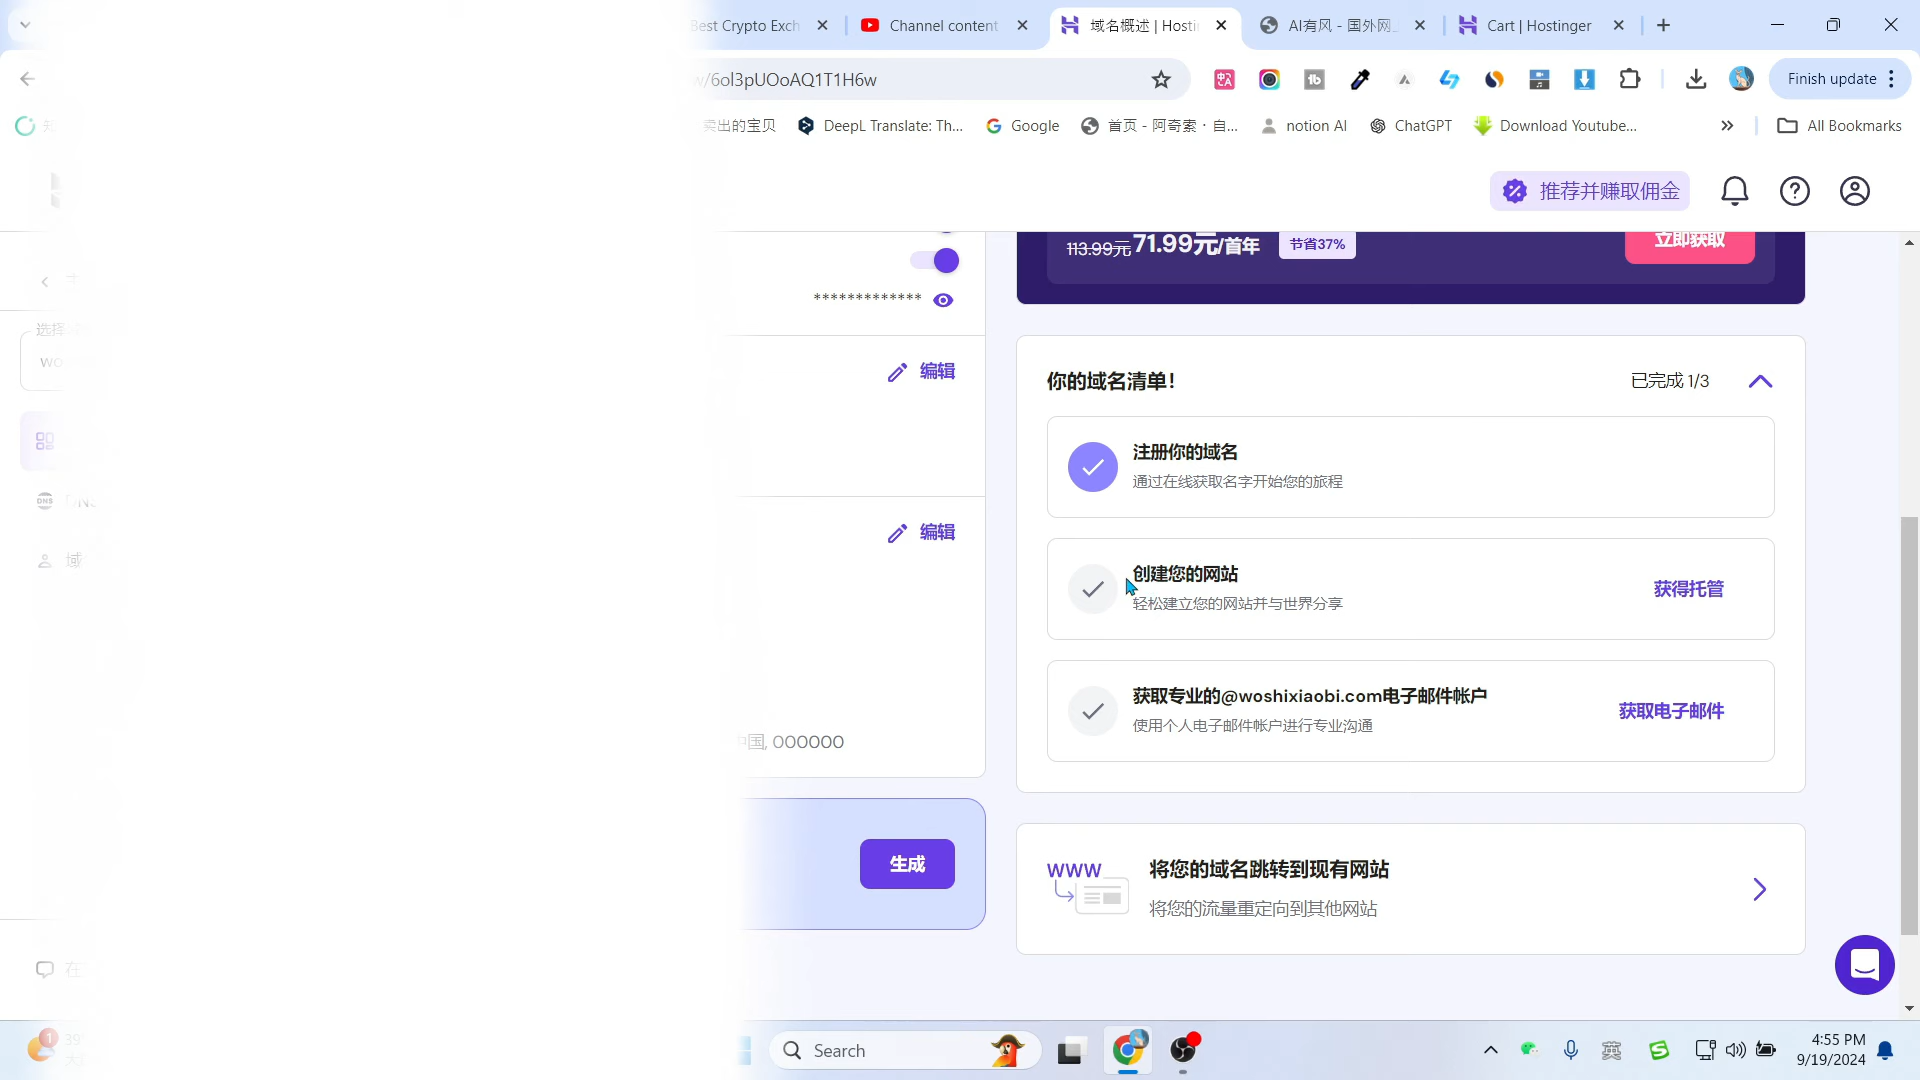 Best Crypto Exch
Channel content
域名概述 | Hosti
AI有风 - 国外网
Cart | Hostinger
w/6ol3pUOoAQ1T1H6w
Finish update
卖出的宝贝
DeepL Translate: Th...
Google
首页 - 阿奇索 · 自...
notion AI
ChatGPT
Download Youtube...
All Bookmarks
推荐并赚取佣金
113.99元 71.99元/首年
节省37%
立即获取
*************
选择
wo
编辑
你的域名清单！
已完成 1/3
注册你的域名
通过在线获取名字开始您的旅程
DNS
编辑
域
创建您的网站
轻松建立您的网站并与世界分享
获得托管
获取专业的@woshixiaobi.com电子邮件帐户
使用个人电子邮件帐户进行专业沟通
获取电子邮件
中国, 000000
生成
www
将您的域名跳转到现有网站
将您的流量重定向到其他网站
在
1
39°
Search
英
4:55 PM
9/19/2024